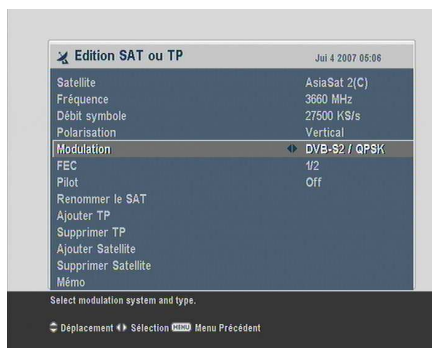 Edition SAT ou TP Jui 4 2007 05:06
Satellite AsiaSat 2(C)
Fréquence 3660 MHz
Débit symbole 27500 KS/s
Polarisation Vertical
Modulation DVB-S2 / QPSK
FEC 1/2
Pilot Off
Renommer le SAT
Ajouter TP
Supprimer TP
Ajouter Satellite
Supprimer Satellite
Mémo
Select modulation system and type.
Déplacement Sélection MENU Menu Précédent